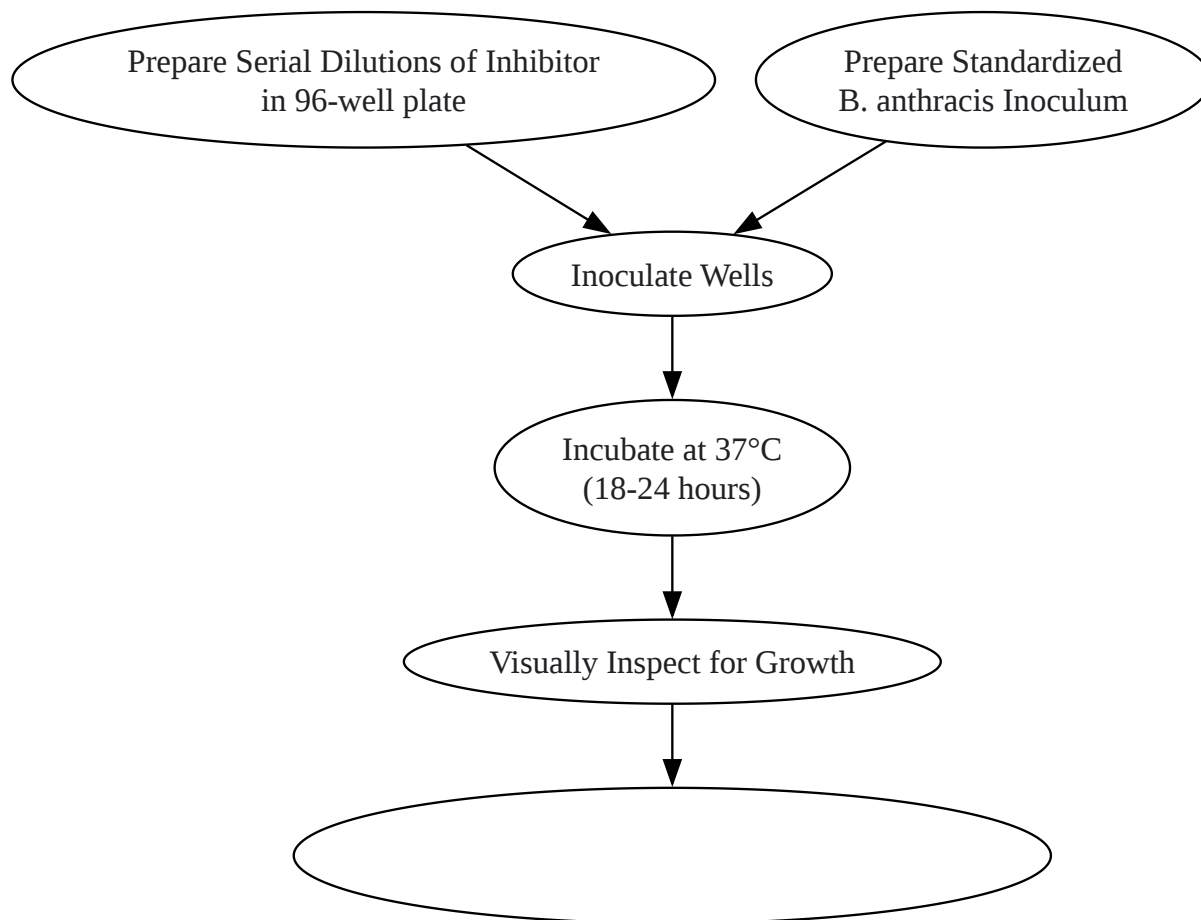 Prepare Serial Dilutions of Inhibitor
in 96-well plate
Prepare Standardized
B. anthracis Inoculum
Inoculate Wells
Incubate at 37°C
(18-24 hours)
Visually Inspect for Growth